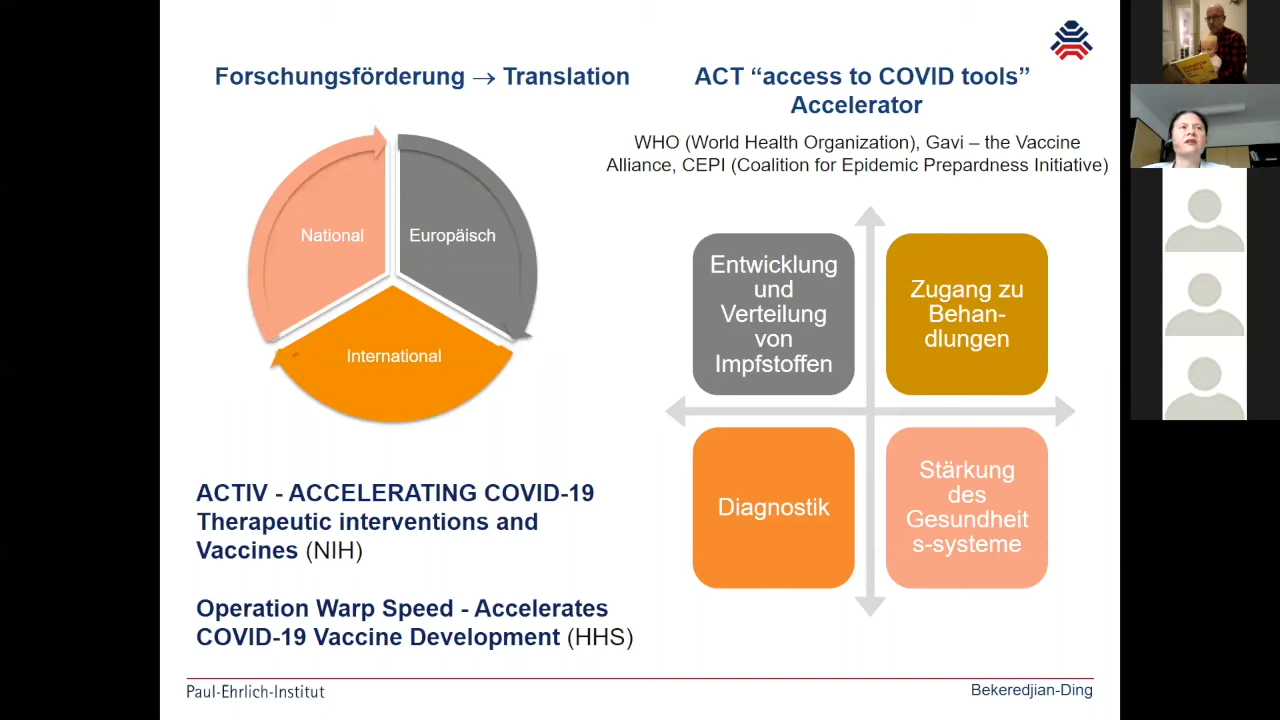 Forschungsförderung → Translation
National
Europäisch
International
ACTIV - ACCELERATING COVID-19
Therapeutic interventions and
Vaccines (NIH)
Operation Warp Speed - Accelerates
COVID-19 Vaccine Development (HHS)
ACT “access to COVID tools”
Accelerator
WHO (World Health Organization), Gavi – the Vaccine
Alliance, CEPI (Coalition for Epidemic Prepardness Initiative)
Entwicklung
und
Verteilung
von
Impfstoffen
Zugang zu
Behan-
dlungen
Diagnostik
Stärkung
des
Gesundheit
s-systeme
Paul-Ehrlich-Institut
Bekeredjian-Ding